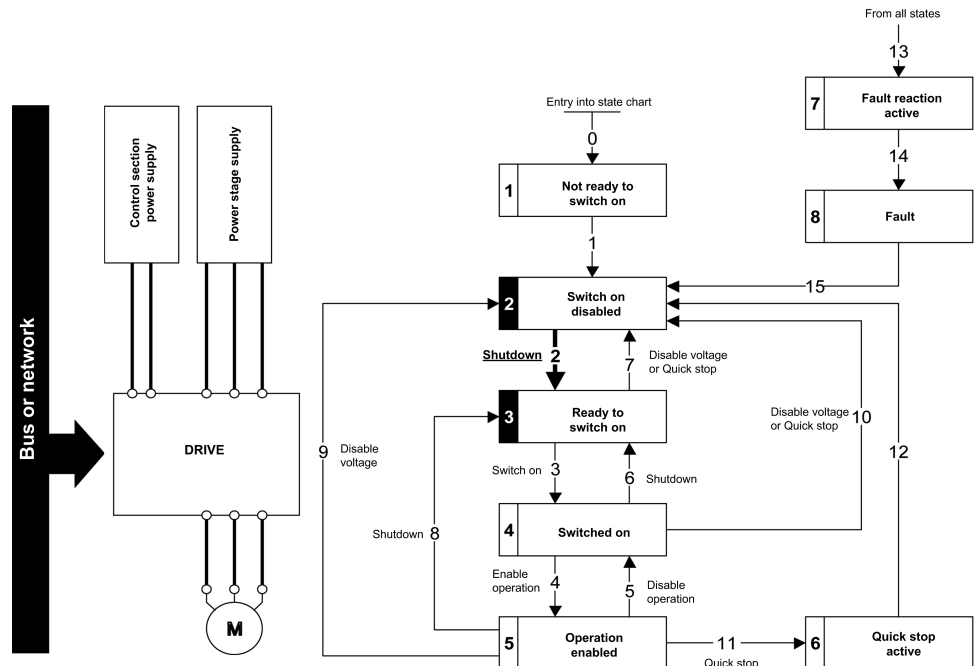 From all states
13
7
Fault reaction
active
14
8
Fault
15
Entry into state chart
0
1
Not ready to
switch on
1
2
Switch on
disabled
Shutdown 2
7
Disable voltage
or Quick stop
3
Ready to
switch on
Switch on 3
6 Shutdown
4
Switched on
Enable
operation
4
5
Disable
operation
5
Operation
enabled
11
Quick stop
6
Quick stop
active
Disable voltage
or Quick stop
10
12
9
Disable
voltage
Shutdown 8
Bus or network
Control section
power supply
Power stage supply
DRIVE
M